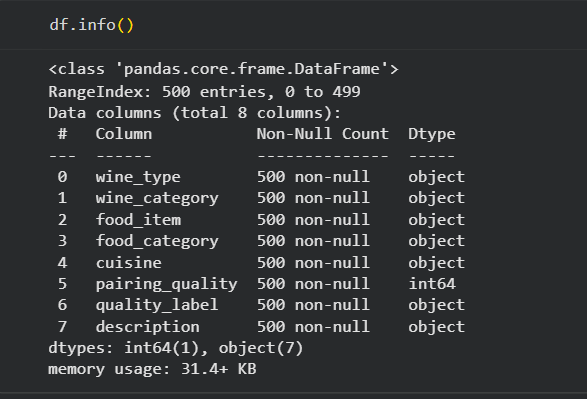 df.info()
<class 'pandas.core.frame.DataFrame'>
RangeIndex: 500 entries, 0 to 499
Data columns (total 8 columns):
 #   Column           Non-Null Count  Dtype
---  ------           --------------  -----
 0   wine_type        500 non-null    object
 1   wine_category    500 non-null    object
 2   food_item        500 non-null    object
 3   food_category    500 non-null    object
 4   cuisine          500 non-null    object
 5   pairing_quality  500 non-null    int64
 6   quality_label    500 non-null    object
 7   description      500 non-null    object
dtypes: int64(1), object(7)
memory usage: 31.4+ KB